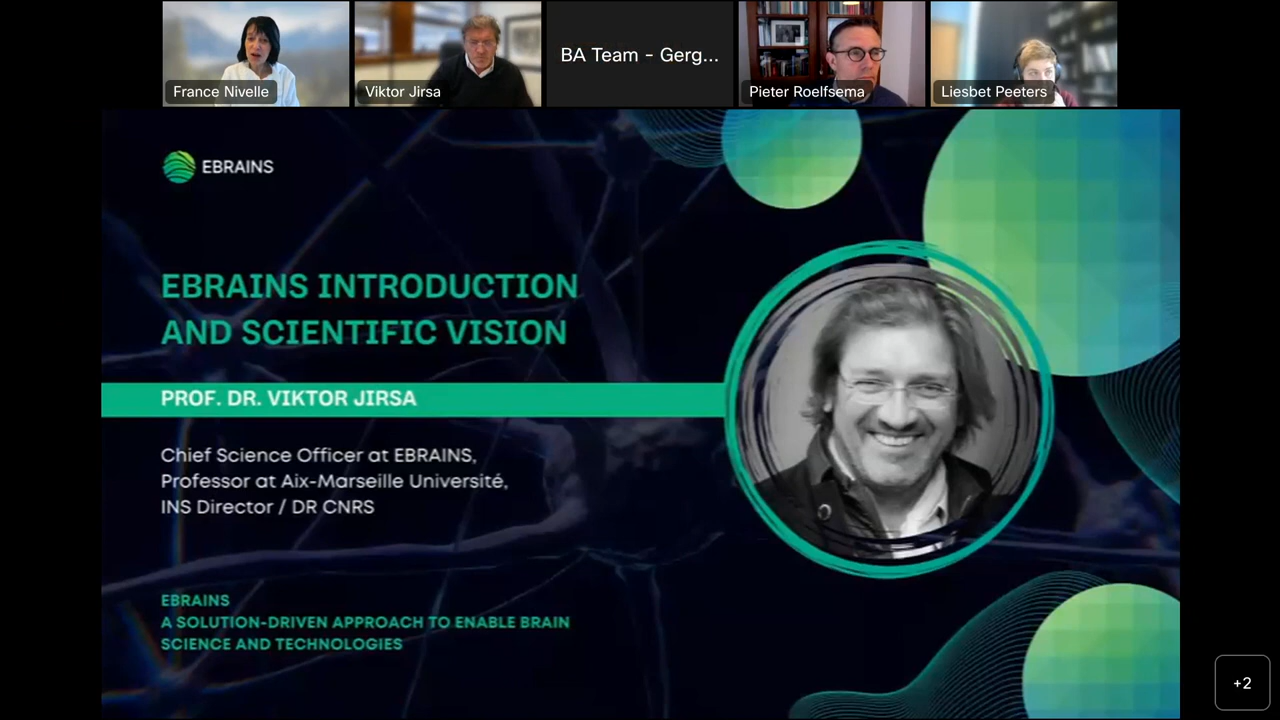 France Nivelle
Viktor Jirsa
BA Team - Gerg...
Pieter Roelfsema
Liesbet Peeters
EBRAINS
EBRAINS INTRODUCTION
AND SCIENTIFIC VISION
PROF. DR. VIKTOR JIRSA
Chief Science Officer at EBRAINS,
Professor at Aix-Marseille Université,
INS Director / DR CNRS
EBRAINS
A SOLUTION-DRIVEN APPROACH TO ENABLE BRAIN
SCIENCE AND TECHNOLOGIES
+2